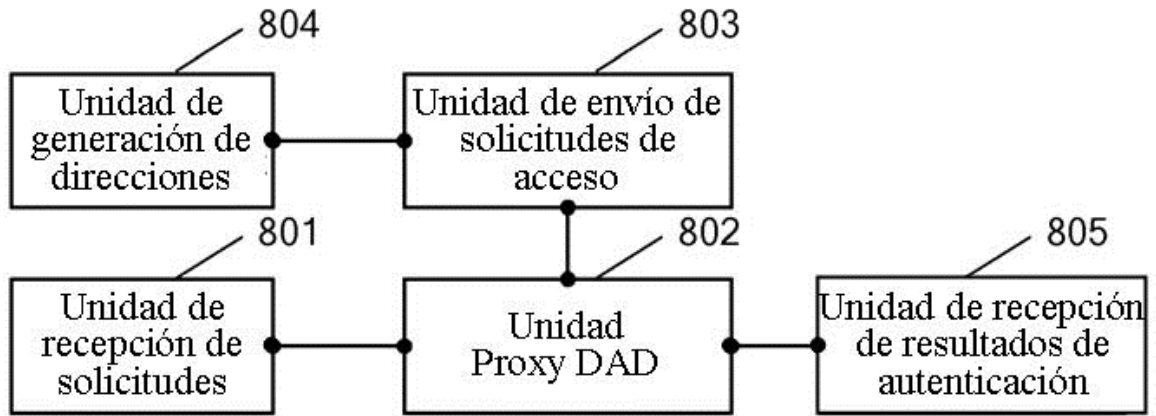 804
803
Unidad de
generación de
direcciones
Unidad de envío de
solicitudes de
acceso
801
802
805
Unidad de
recepción de
solicitudes
Unidad
Proxy DAD
Unidad de recepción
de resultados de
autenticación